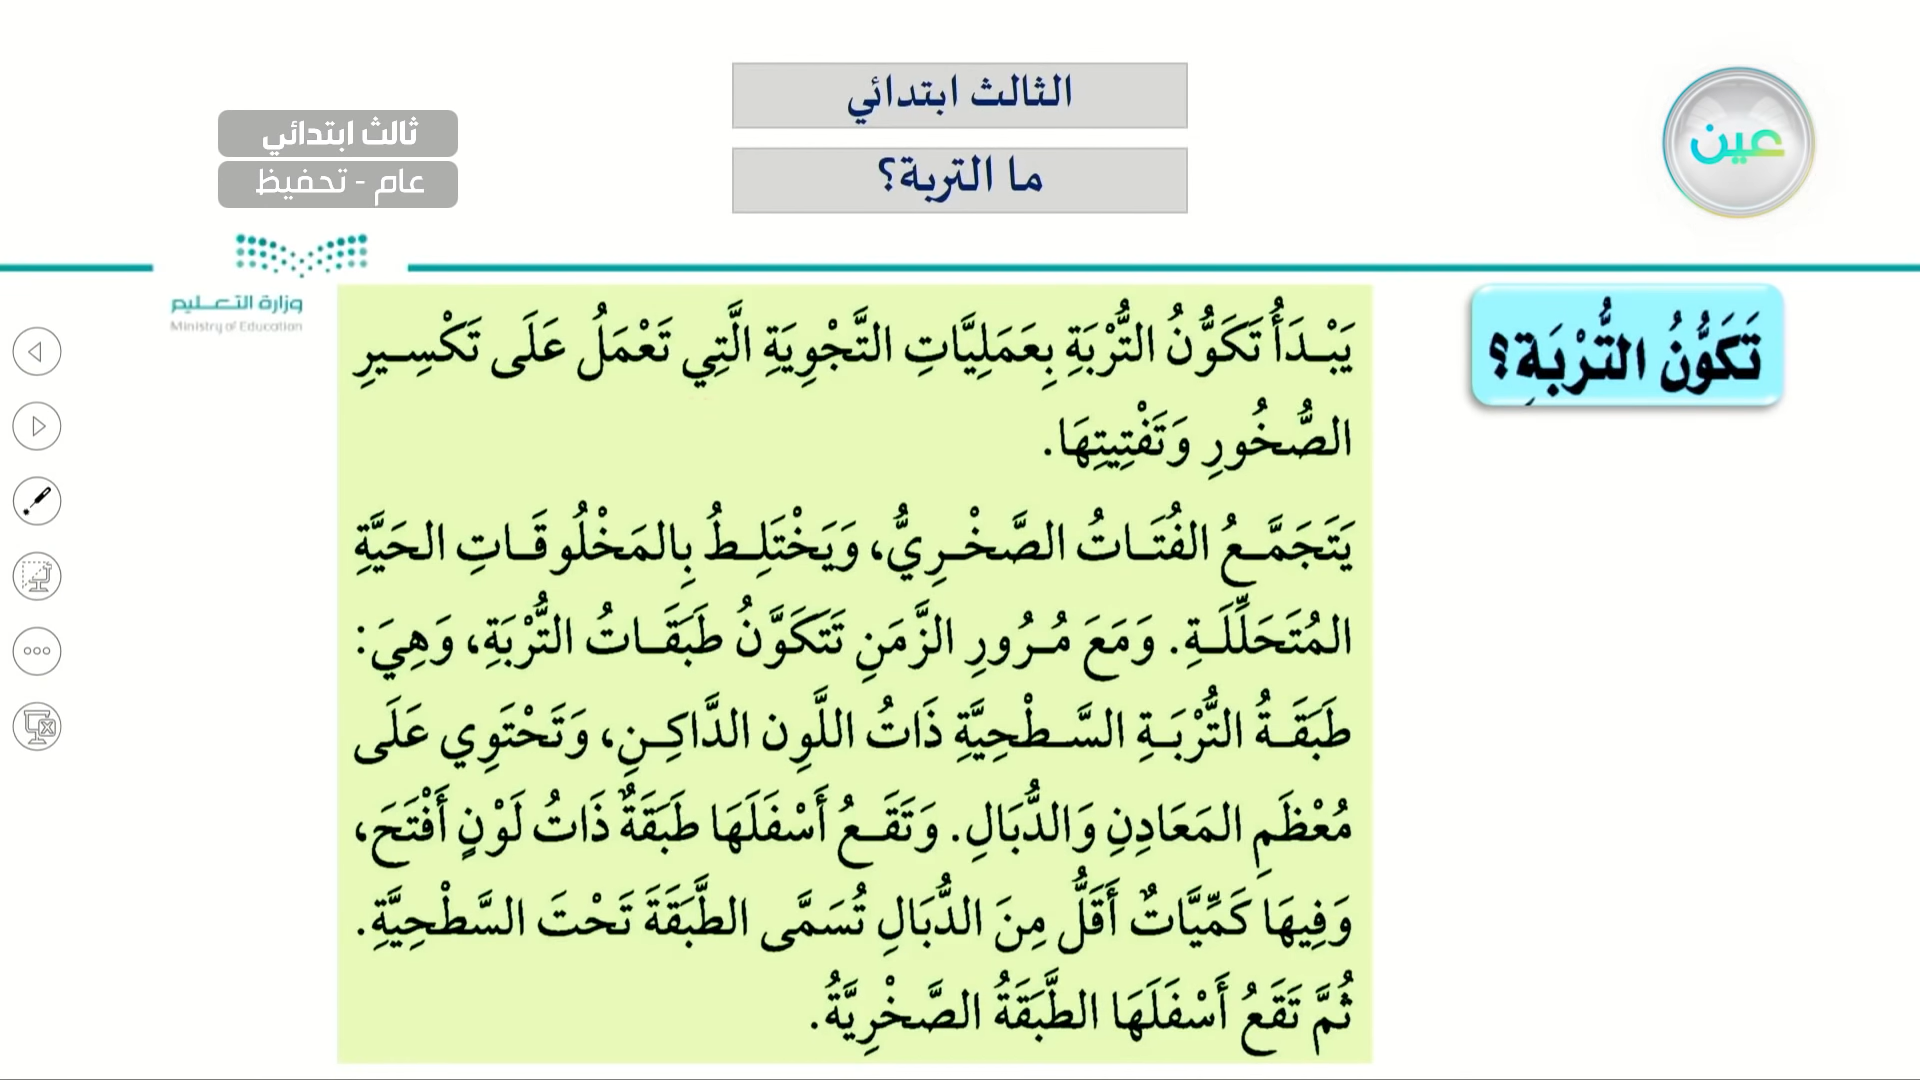 الثالث ابتدائي
ما التربة؟
عين
ثالث ابتدائي
عام - تحفيظ
وزارة التعليم
Ministry of Education
تَكَوُّنُ التُّرْبَةِ؟
يَبْدَأُ تَكَوُّنُ التُّرْبَةِ بِعَمَلِيَّاتِ التَّجْوِيَةِ الَّتِي تَعْمَلُ عَلَى تَكْسِيرِ
الصُّخُورِ وَتَفْتِيتِهَا.
يَتَجَمَّعُ الفُتَاتُ الصَّخْرِيُّ، وَيَخْتَلِطُ بِالمَخْلُوقَاتِ الحَيَّةِ
المُتَحَلِّلَةِ. وَمَعَ مُرُورِ الزَّمَنِ تَتَكَوَّنُ طَبَقَاتُ التُّرْبَةِ، وَهِيَ:
طَبَقَةُ التُّرْبَةِ السَّطْحِيَّةِ ذَاتُ اللَّوِن الدَّاكِنِ، وَتَحْتَوِي عَلَى
مُعْظَمِ المَعَادِنِ وَالدُّبَالِ. وَتَقَعُ أَسْفَلَهَا طَبَقَةٌ ذَاتُ لَوْنٍ أَفْتَحَ،
وَفِيهَا كَمِّيَّاتٌ أَقَلُّ مِنَ الدُّبَالِ تُسَمَّى الطَّبَقَةَ تَحْتَ السَّطْحِيَّةِ.
ثُمَّ تَقَعُ أَسْفَلَهَا الطَّبَقَةُ الصَّخْرِيَّةُ.